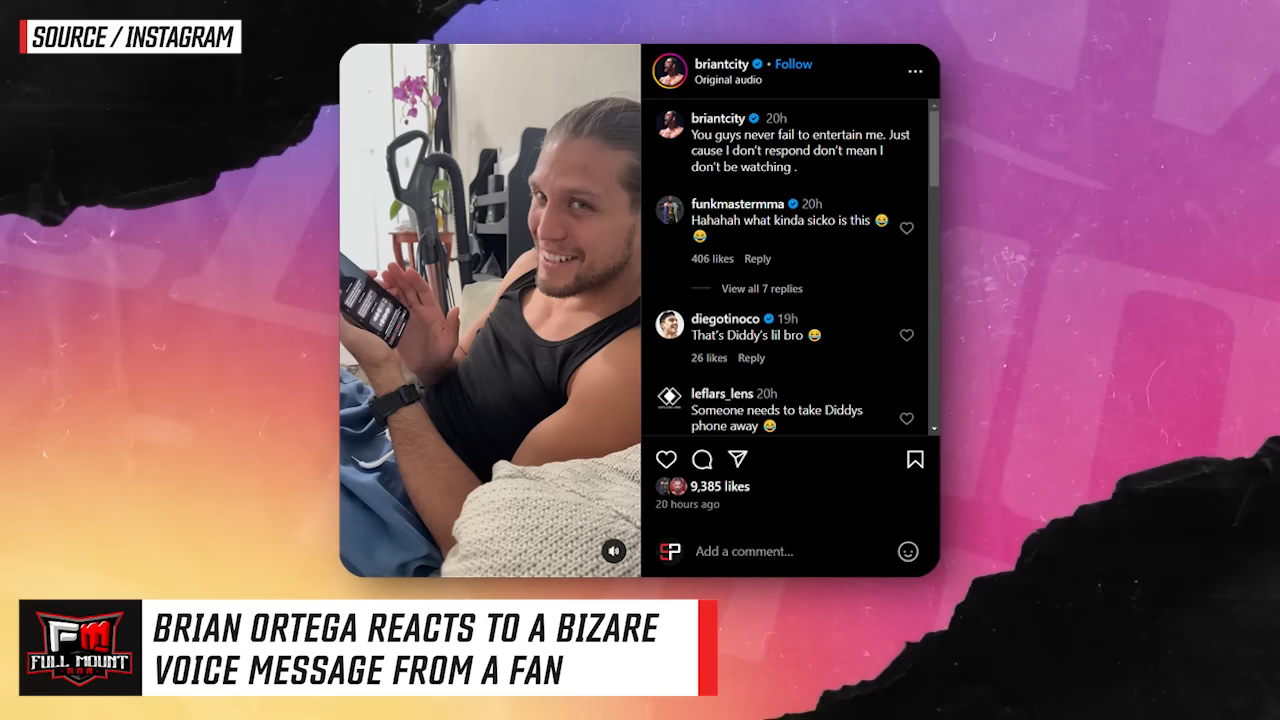 SOURCE / INSTAGRAM
briantcity • Follow
Original audio
briantcity 20h
You guys never fail to entertain me. Just
cause I don't respond don't mean I
don't be watching .
funkmastermma 20h
Hahahah what kinda sicko is this 😂
😂
406 likes Reply
View all 7 replies
diegotinoco 19h
That's Diddy's lil bro 😂
26 likes Reply
leflars_lens 20h
Someone needs to take Diddys
phone away 😂
9,385 likes
20 hours ago
SP Add a comment...
FM
FULL MOUNT
MMA
BRIAN ORTEGA REACTS TO A BIZARE
VOICE MESSAGE FROM A FAN